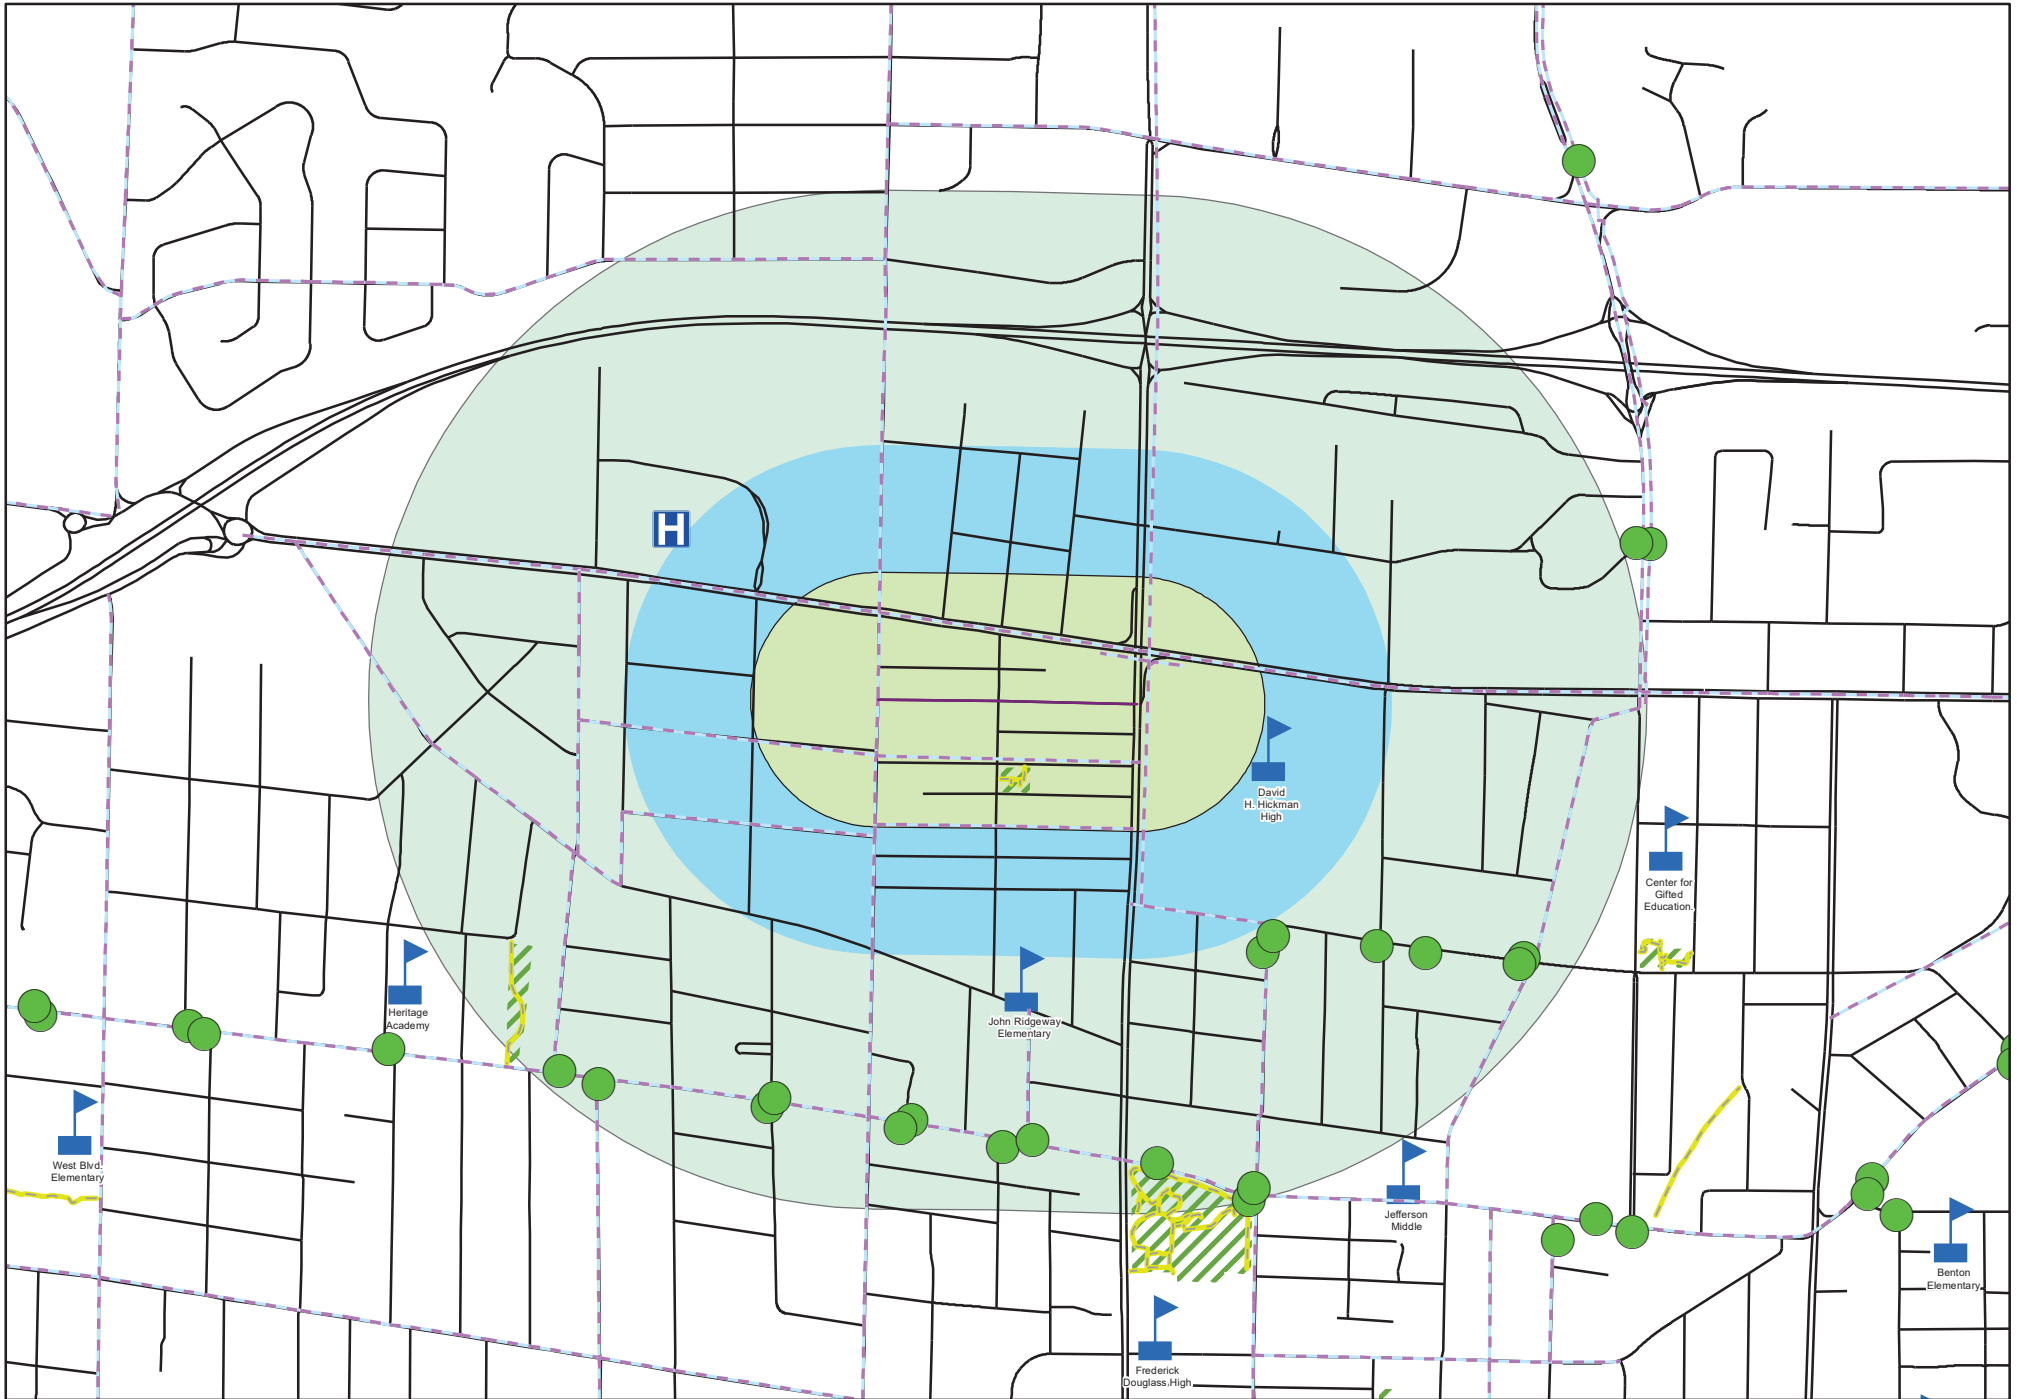 H
David
H. Hickman
High
Center for
Gifted
Education.
Heritage
Academy
John Ridgeway
Elementary
West Blvd.
Elementary
Jefferson
Middle
Benton
Elementary
Frederick
Douglass High